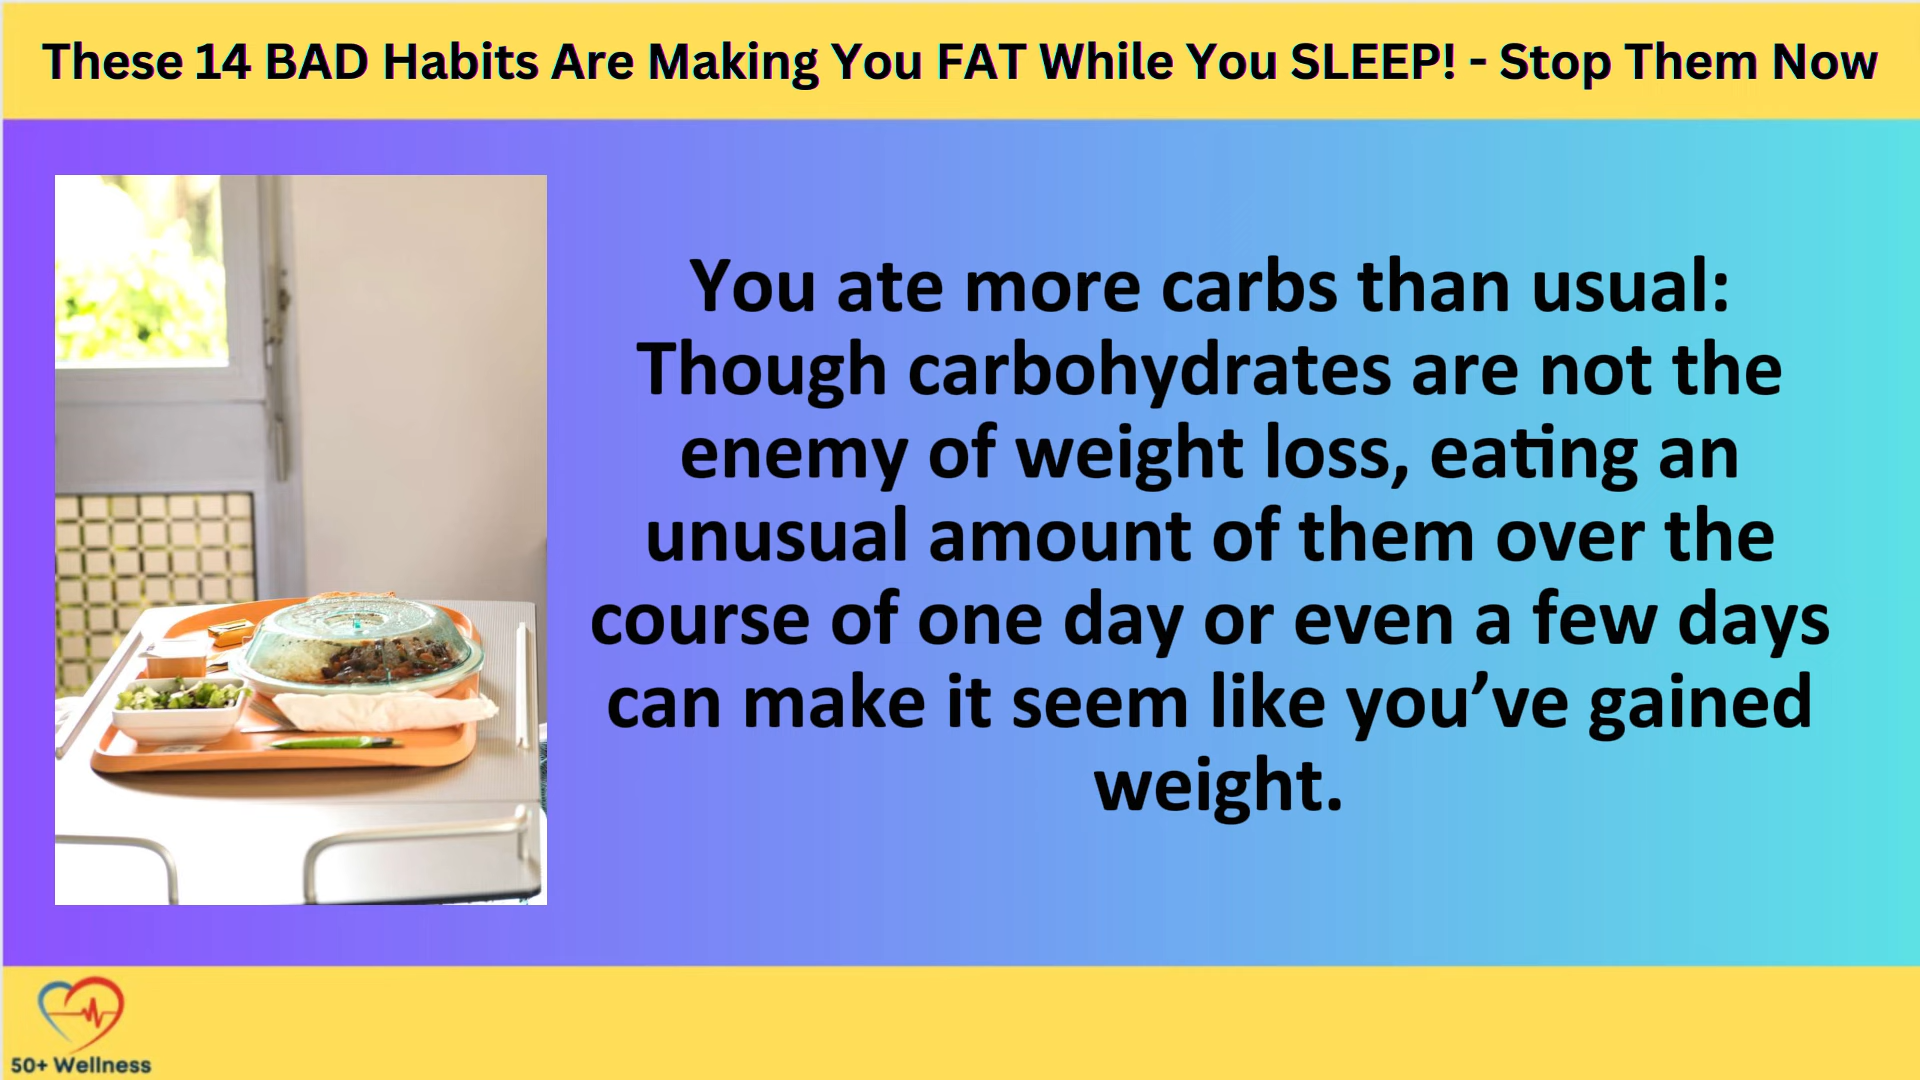 These 14 BAD Habits Are Making You FAT While You SLEEP! - Stop Them Now
You ate more carbs than usual:
Though carbohydrates are not the
enemy of weight loss, eating an
unusual amount of them over the
course of one day or even a few days
can make it seem like you’ve gained
weight.
50+ Wellness